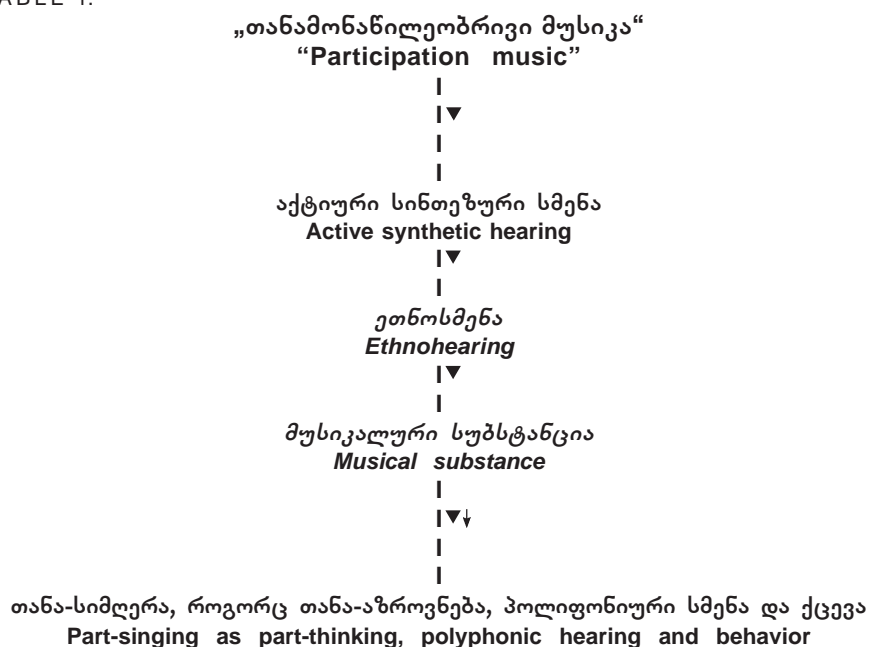 „თანამონაწილეობრივი მუსიკა“
“Participation music”
აქტიური სინთეზური სმენა
Active synthetic hearing
ეთნოსმენა
Ethnohearing
მუსიკალური სუბსტანცია
Musical substance
თანა-სიმღერა, როგორც თანა-აზროვნება, პოლიფონიური სმენა და ქცევა
Part-singing as part-thinking, polyphonic hearing and behavior